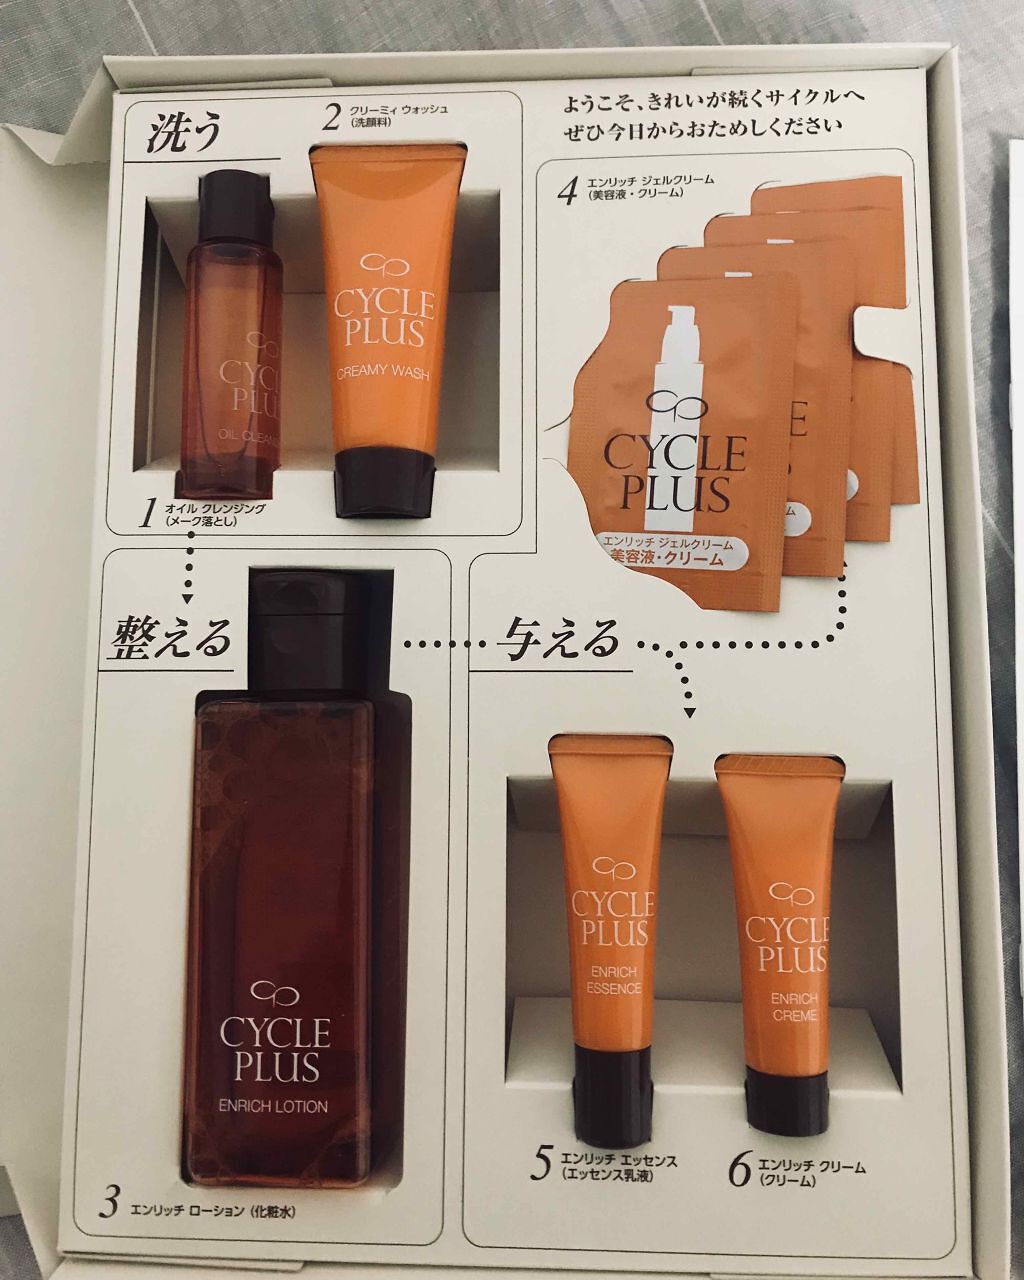 洗う
2 クリーミィ ウォッシュ
(洗顔料)
CYCLE
PLUS
CREAMY WASH
CYC
PLU
OIL CLEAN
1 オイル クレンジング
(メーク落とし)
ようこそ、きれいが続くサイクルへ
ぜひ今日からおためしください
4 エンリッチ ジェルクリーム
(美容液・クリーム)
CYCLE
PLUS
エンリッチ ジェルクリーム
美容液・クリーム
E
ム
整える
CYCLE
PLUS
ENRICH LOTION
3 エンリッチ ローション (化粧水)
与える
CYCLE
PLUS
ENRICH
ESSENCE
5 エンリッチ エッセンス
(エッセンス乳液)
CYCLE
PLUS
ENRICH
CREME
6 エンリッチ クリーム
(クリーム)